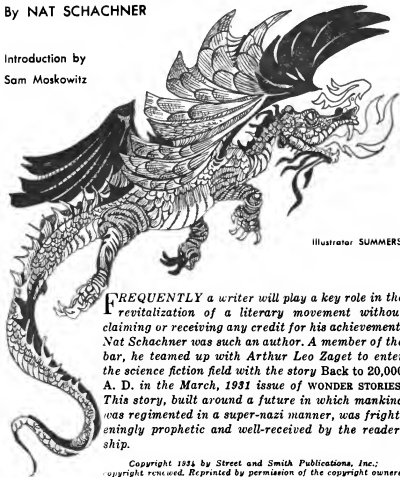 By NAT SCHACHNER
Introduction by
Sam Moskowitz
Illustrator SUMMERS
FREQUENTLY a writer will play a key role in the
revitalization of a literary movement withou
claiming or receiving any credit for his achievement
Nat Schachner was such an author. A member of the
bar, he teamed up with Arthur Leo Zaget to enter
the science fiction field with the story Back to 20,000
A. D. in the March, 1931 issue of WONDER STORIES
This story, built around a future in which mankind
was regimented in a super-nazi manner, was fright
eningly prophetic and well-received by the reader
ship.
Copyright 1934 by Street and Smith Publications, Inc.;
copyright renewed. Reprinted by permission of the copyright owners